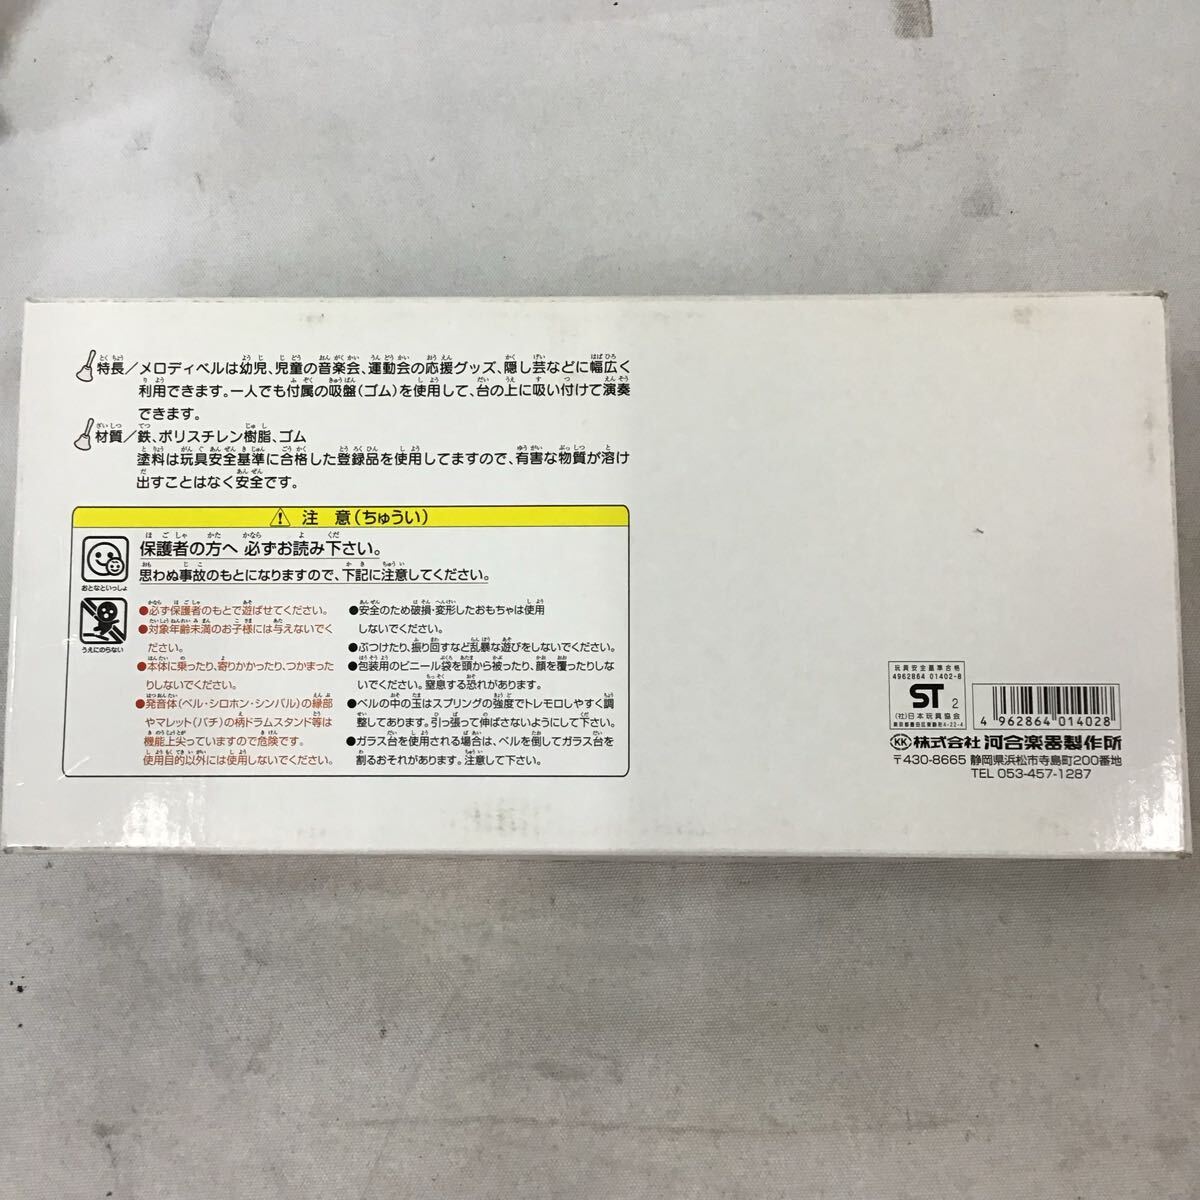 特長/メロディベルは幼児、児童の音楽会、運動会の応援グッズ、隠し芸などに幅広く
利用できます。一人でも付属の吸盤(ゴム)を使用して、台の上に吸い付けて演奏
できます。
材質/鉄、ポリスチレン樹脂、ゴム
塗料は玩具安全基準に合格した登録品を使用してますので、有害な物質が溶け
出すことはなく安全です。
注 意(ちゅうい)
保護者の方へ 必ずお読み下さい。
思わぬ事故のもとになりますので、下記に注意してください。
おとなといっしょ
うえにのらない
●必ず保護者のもとで遊ばせてください。
●対象年齢未満のお子様には与えないでく
ださい。
●本体に乗ったり、寄りかかったり、つかまった
りしないでください。
●発音体(ベル・シロホン・シンバル)の縁部
やマレット(バチ)の柄ドラムスタンド等は
機能上尖っていますので危険です。
使用目的以外には使用しないでください。
●安全のため破損・変形したおもちゃは使用
しないでください。
●ぶつけたり、振り回すなど乱暴な遊びをしないでください。
●包装用のビニール袋を頭から被ったり、顔を覆ったりしな
いでください。窒息する恐れがあります。
●ベルの中の玉はスプリングの強度でトレモロしやすく調
整してあります。引っ張って伸ばさないようにして下さい。
●ガラス台を使用される場合は、ベルを倒してガラス台を
割るおそれがあります。注意して下さい。
玩具安全基準合格
4962864 01402-8
ST 2
(社)日本玩具協会
東京都墨田区東駒形4-22-4
4 962864 014028
KK 株式会社 河合楽器製作所
〒430-8665 静岡県浜松市寺島町200番地
TEL 053-457-1287